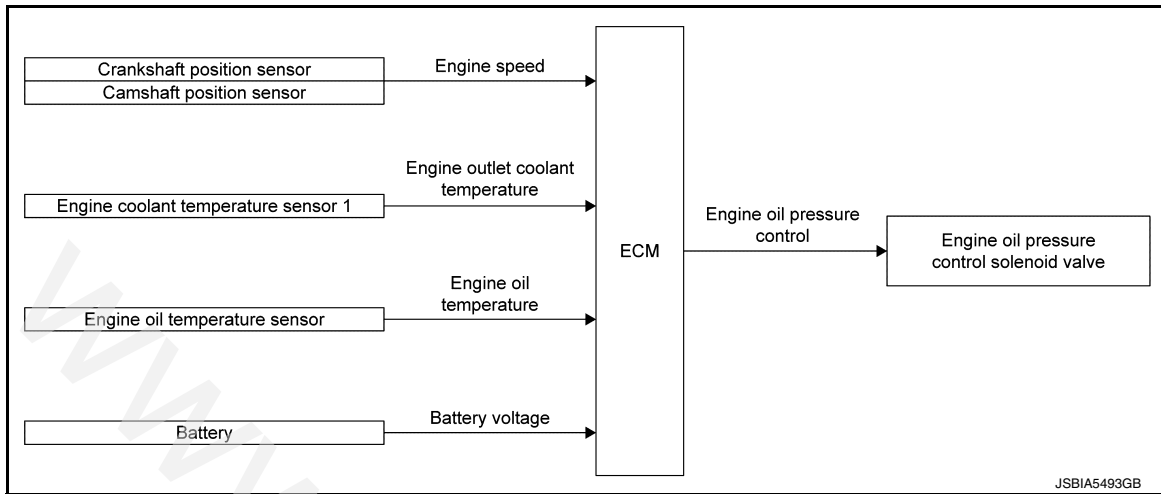 Crankshaft position sensor
Camshaft position sensor
Engine speed
Engine coolant temperature sensor 1
Engine outlet coolant
temperature
Engine oil temperature sensor
Engine oil
temperature
Battery
Battery voltage
ECM
Engine oil pressure
control
Engine oil pressure
control solenoid valve
JSBIA5493GB
www